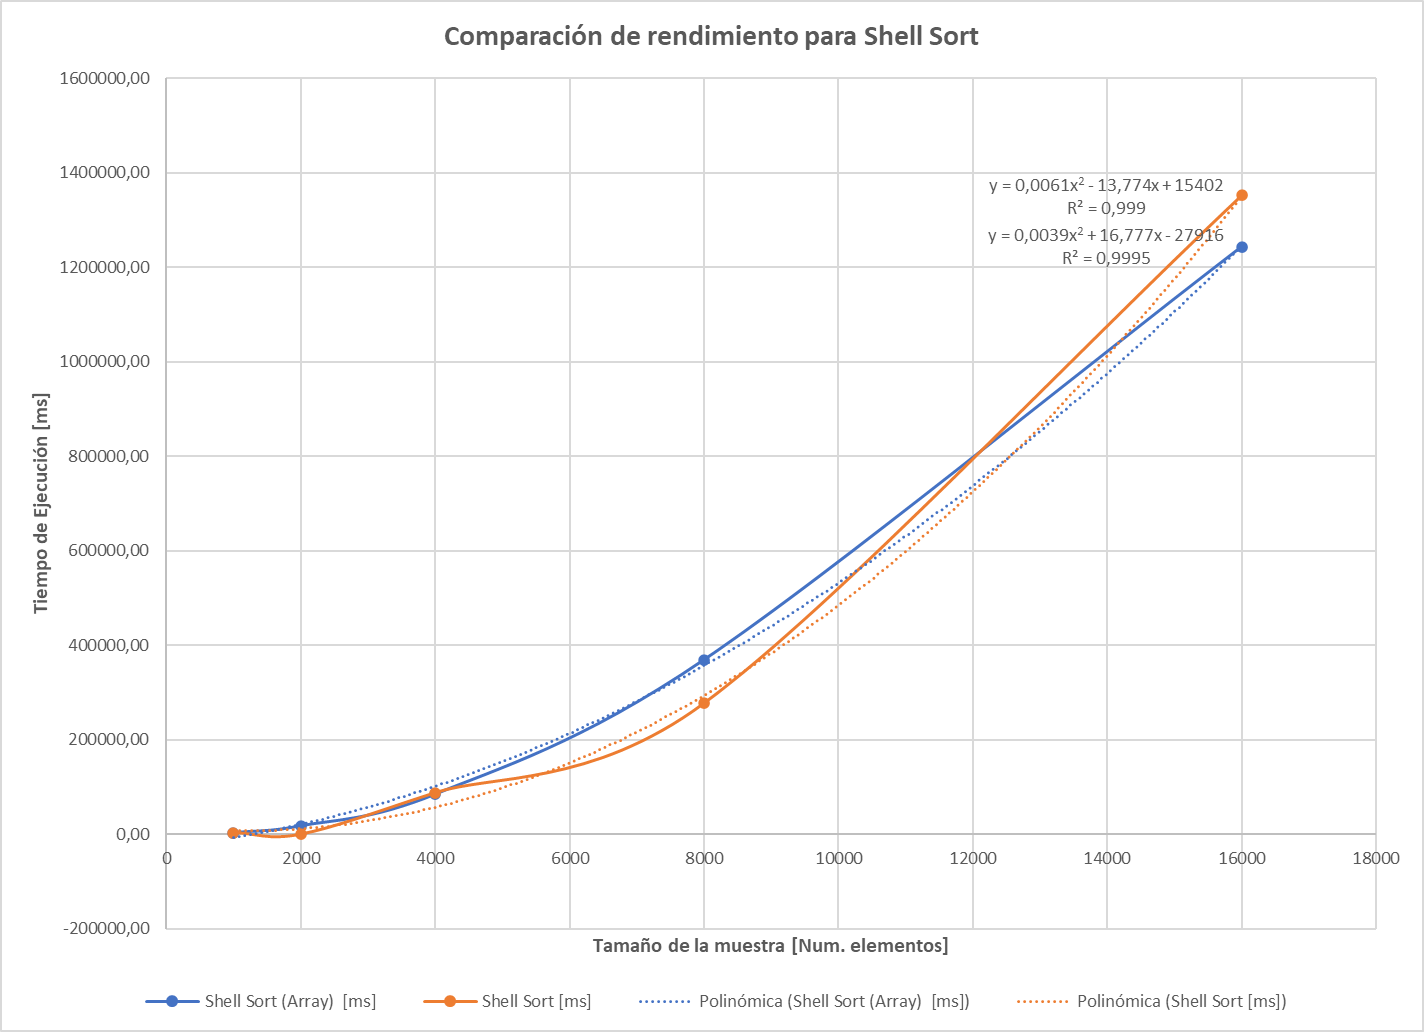 Comparación de rendimiento para Shell Sort
1600000,00
1400000,00
1200000,00
1000000,00
800000,00
600000,00
400000,00
200000,00
0,00
-200000,00
Tiempo de Ejecución [ms]
y = 0,0061x² - 13,774x + 15402
R² = 0,999
y = 0,0039x² + 16,777x - 27916
R² = 0,9995
0 2000 4000 6000 8000 10000 12000 14000 16000 18000
Tamaño de la muestra [Num. elementos]
Shell Sort (Array) [ms] Shell Sort [ms] Polinómica (Shell Sort (Array) [ms]) Polinómica (Shell Sort [ms])